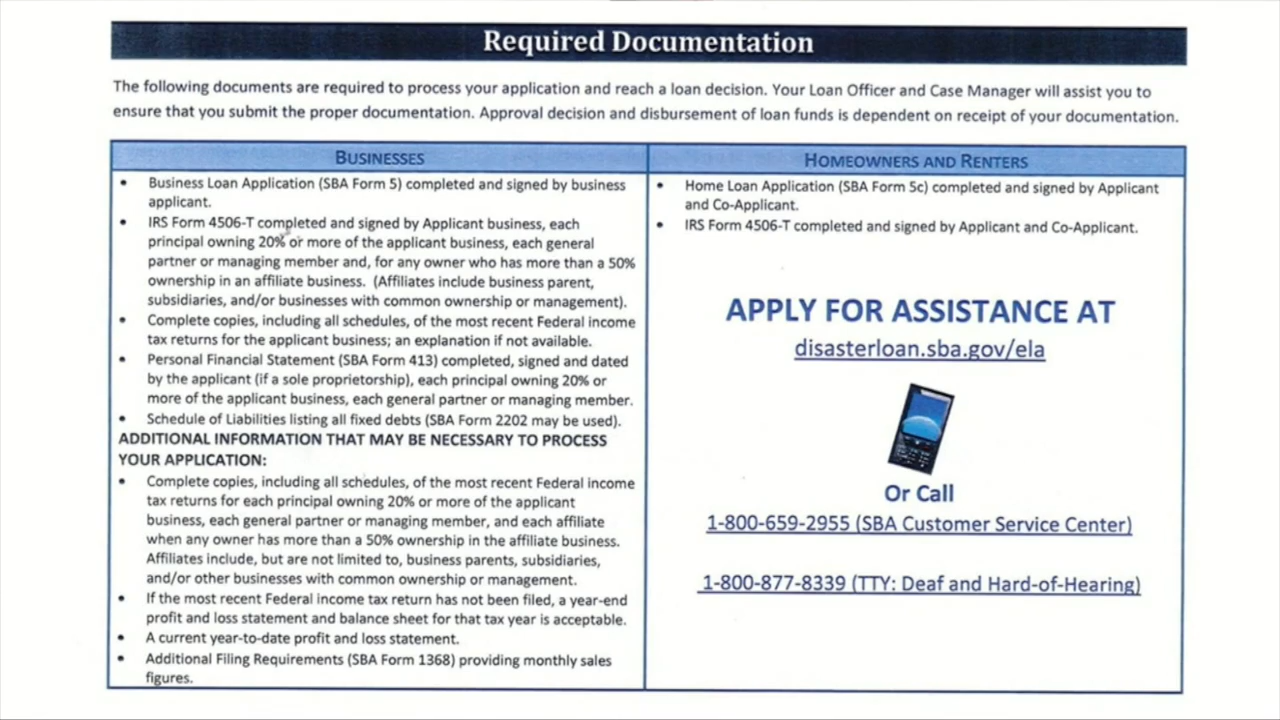 Required Documentation
The following documents are required to process your application and reach a loan decision. Your Loan Officer and Case Manager will assist you to
ensure that you submit the proper documentation. Approval decision and disbursement of loan funds is dependent on receipt of your documentation.
BUSINESSES
• Business Loan Application (SBA Form 5) completed and signed by business
applicant.
• IRS Form 4506-T completed and signed by Applicant business, each
principal owning 20% or more of the applicant business, each general
partner or managing member and, for any owner who has more than a 50%
ownership in an affiliate business. (Affiliates include business parent,
subsidiaries, and/or businesses with common ownership or management).
• Complete copies, including all schedules, of the most recent Federal income
tax returns for the applicant business; an explanation if not available.
• Personal Financial Statement (SBA Form 413) completed, signed and dated
by the applicant (if a sole proprietorship), each principal owning 20% or
more of the applicant business, each general partner or managing member.
• Schedule of Liabilities listing all fixed debts (SBA Form 2202 may be used).
ADDITIONAL INFORMATION THAT MAY BE NECESSARY TO PROCESS
YOUR APPLICATION:
• Complete copies, including all schedules, of the most recent Federal income
tax returns for each principal owning 20% or more of the applicant
business, each general partner or managing member, and each affiliate
when any owner has more than a 50% ownership in the affiliate business.
Affiliates include, but are not limited to, business parents, subsidiaries,
and/or other businesses with common ownership or management.
• If the most recent Federal income tax return has not been filed, a year-end
profit and loss statement and balance sheet for that tax year is acceptable.
• A current year-to-date profit and loss statement.
• Additional Filing Requirements (SBA Form 1368) providing monthly sales
figures.
HOMEOWNERS AND RENTERS
• Home Loan Application (SBA Form 5c) completed and signed by Applicant
and Co-Applicant.
• IRS Form 4506-T completed and signed by Applicant and Co-Applicant.
APPLY FOR ASSISTANCE AT
disasterloan.sba.gov/ela
Or Call
1-800-659-2955 (SBA Customer Service Center)
1-800-877-8339 (TTY: Deaf and Hard-of-Hearing)